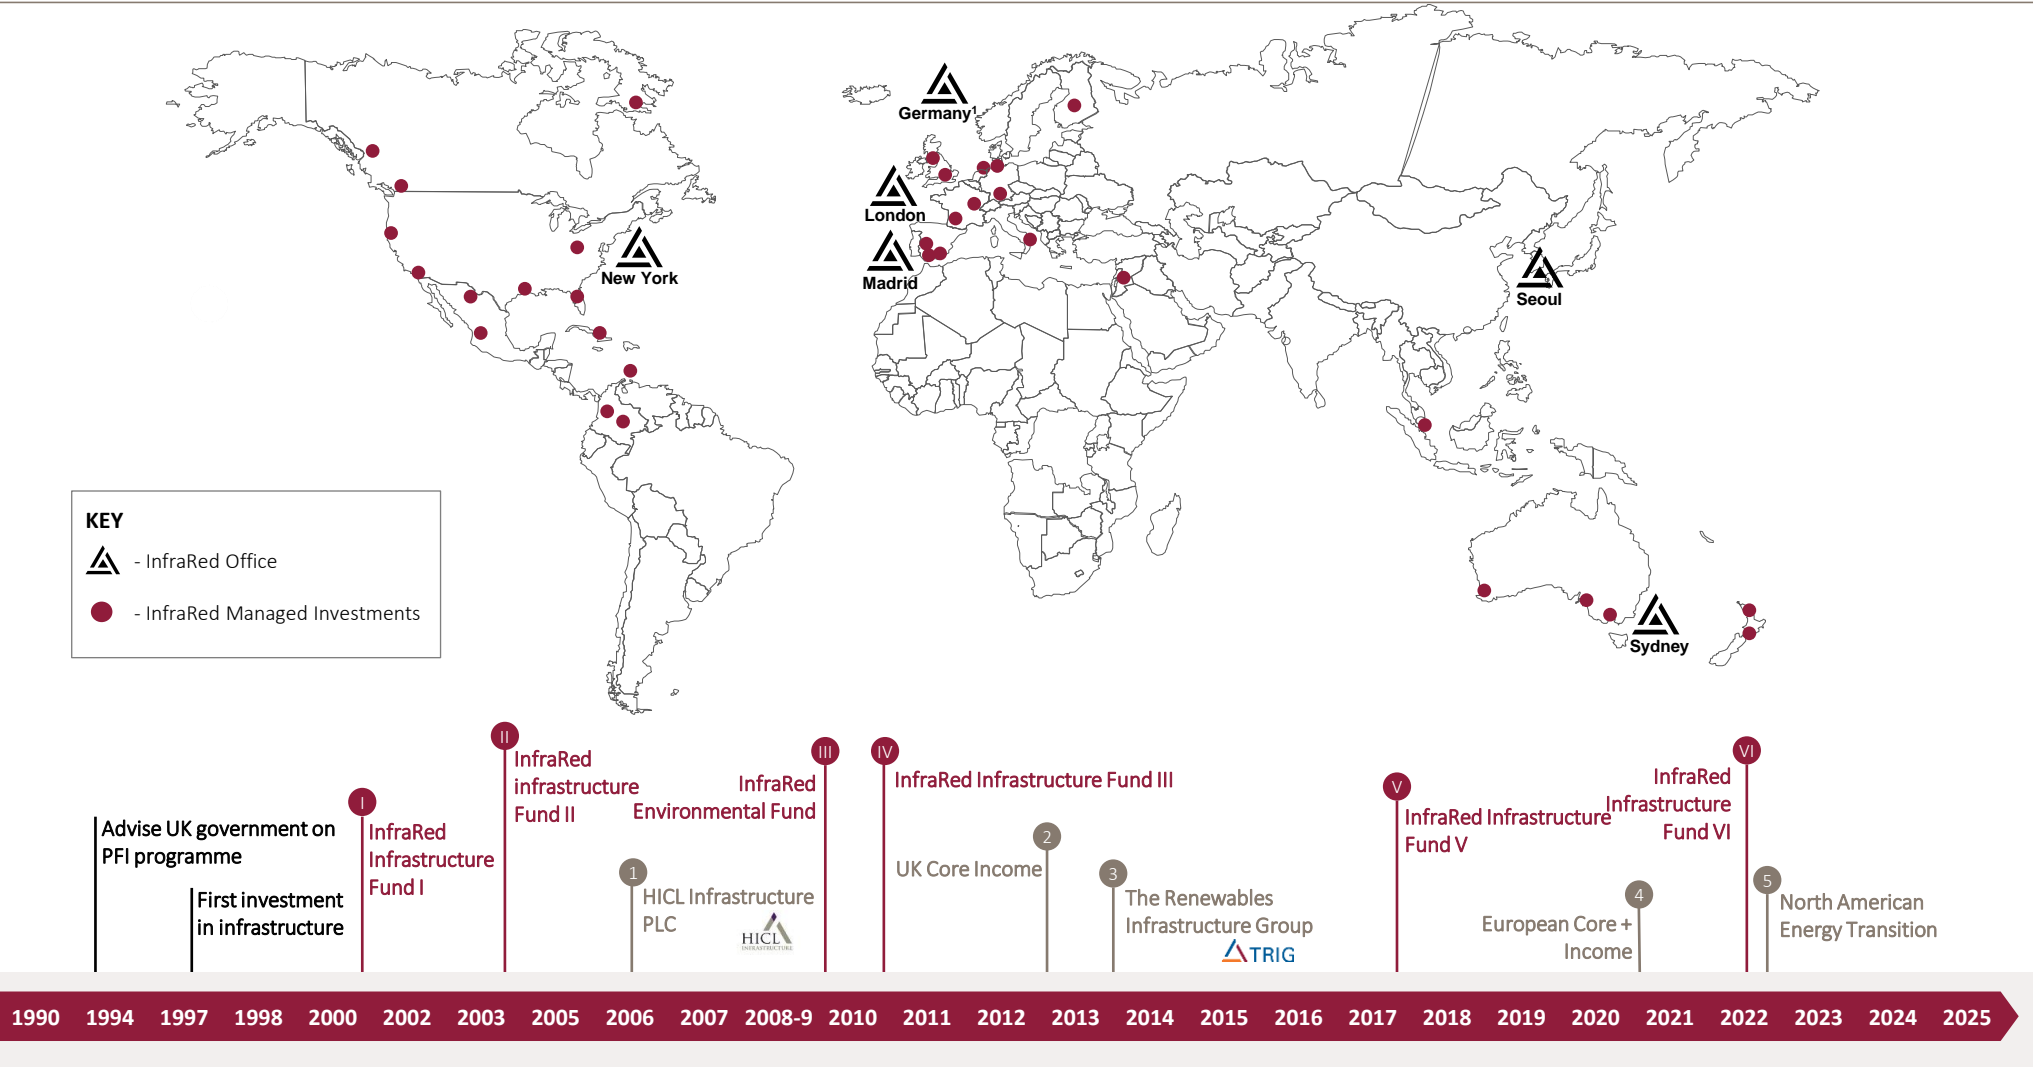 Germany¹
London
New York
Madrid
Seoul
Sydney
KEY
- InfraRed Office
- InfraRed Managed Investments
Advise UK government on
PFI programme
First investment
in infrastructure
I
InfraRed
Infrastructure
Fund I
II
InfraRed
infrastructure
Fund II
1
HICL Infrastructure
PLC
HICL
INFRASTRUCTURE
III
InfraRed
Environmental Fund
IV
InfraRed Infrastructure Fund III
2
UK Core Income
3
The Renewables
Infrastructure Group
TRIG
V
InfraRed Infrastructure
Fund V
4
European Core +
Income
VI
InfraRed
Infrastructure
Fund VI
5
North American
Energy Transition
1990 1994 1997 1998 2000 2002 2003 2005 2006 2007 2008-9 2010 2011 2012 2013 2014 2015 2016 2017 2018 2019 2020 2021 2022 2023 2024 2025